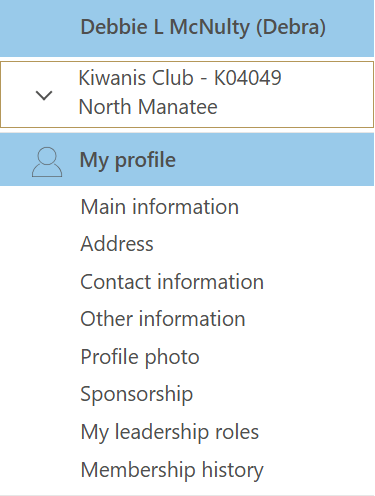 Debbie L McNulty (Debra)
Kiwanis Club - K04049
North Manatee
My profile
Main information
Address
Contact information
Other information
Profile photo
Sponsorship
My leadership roles
Membership history